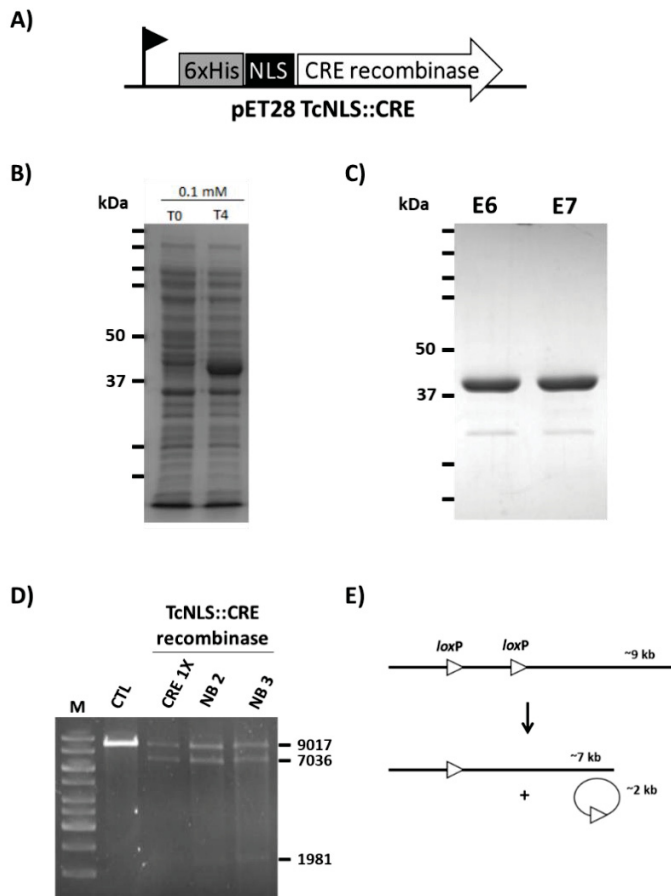 A)
6xHis NLS CRE recombinase
pET28 TcNLS::CRE
B)
kDa
0.1 mM
T0 T4
50
37
C)
kDa
E6 E7
50
37
D)
TcNLS::CRE
recombinase
M CTL CRE 1X NB 2 NB 3
9017
7036
1981
E)
loxP loxP ~9 kb
~7 kb
+
~2 kb